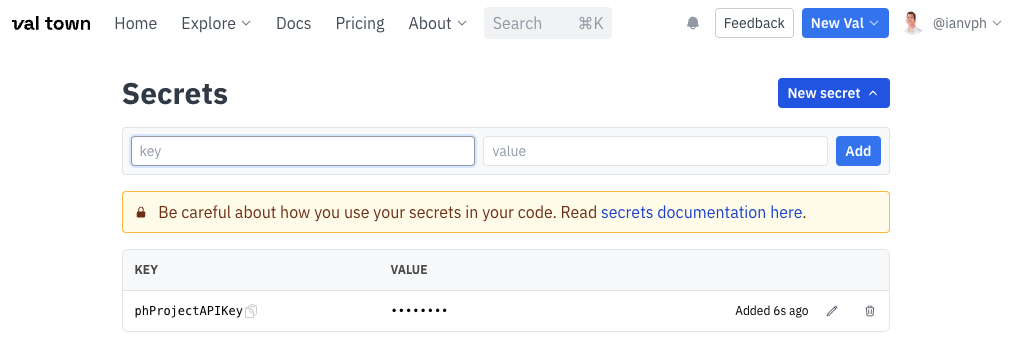 val town Home Explore Docs Pricing About Search ⌘K Feedback New Val @ianvph
Secrets New secret
key value Add
Be careful about how you use your secrets in your code. Read secrets documentation here.
KEY VALUE
phProjectAPIKey •••••••• Added 6s ago